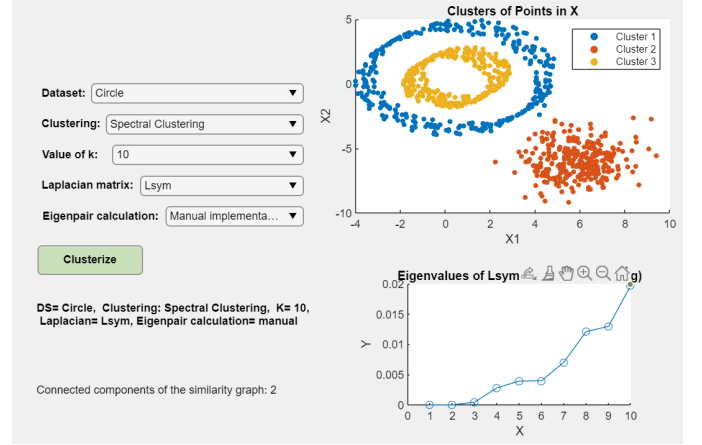 Clusters of Points in X
5
0
-5
-10
X2
-4 -2 0 2 4 6 8 10
X1
Cluster 1
Cluster 2
Cluster 3
Dataset: Circle
Clustering: Spectral Clustering
Value of k: 10
Laplacian matrix: Lsym
Eigenpair calculation: Manual implementa...
Clusterize
DS= Circle, Clustering: Spectral Clustering, K= 10,
Laplacian= Lsym, Eigenpair calculation= manual
Connected components of the similarity graph: 2
Eigenvalues of Lsym g)
0.02
0.015
0.01
0.005
0
Y
0 1 2 3 4 5 6 7 8 9 10
X